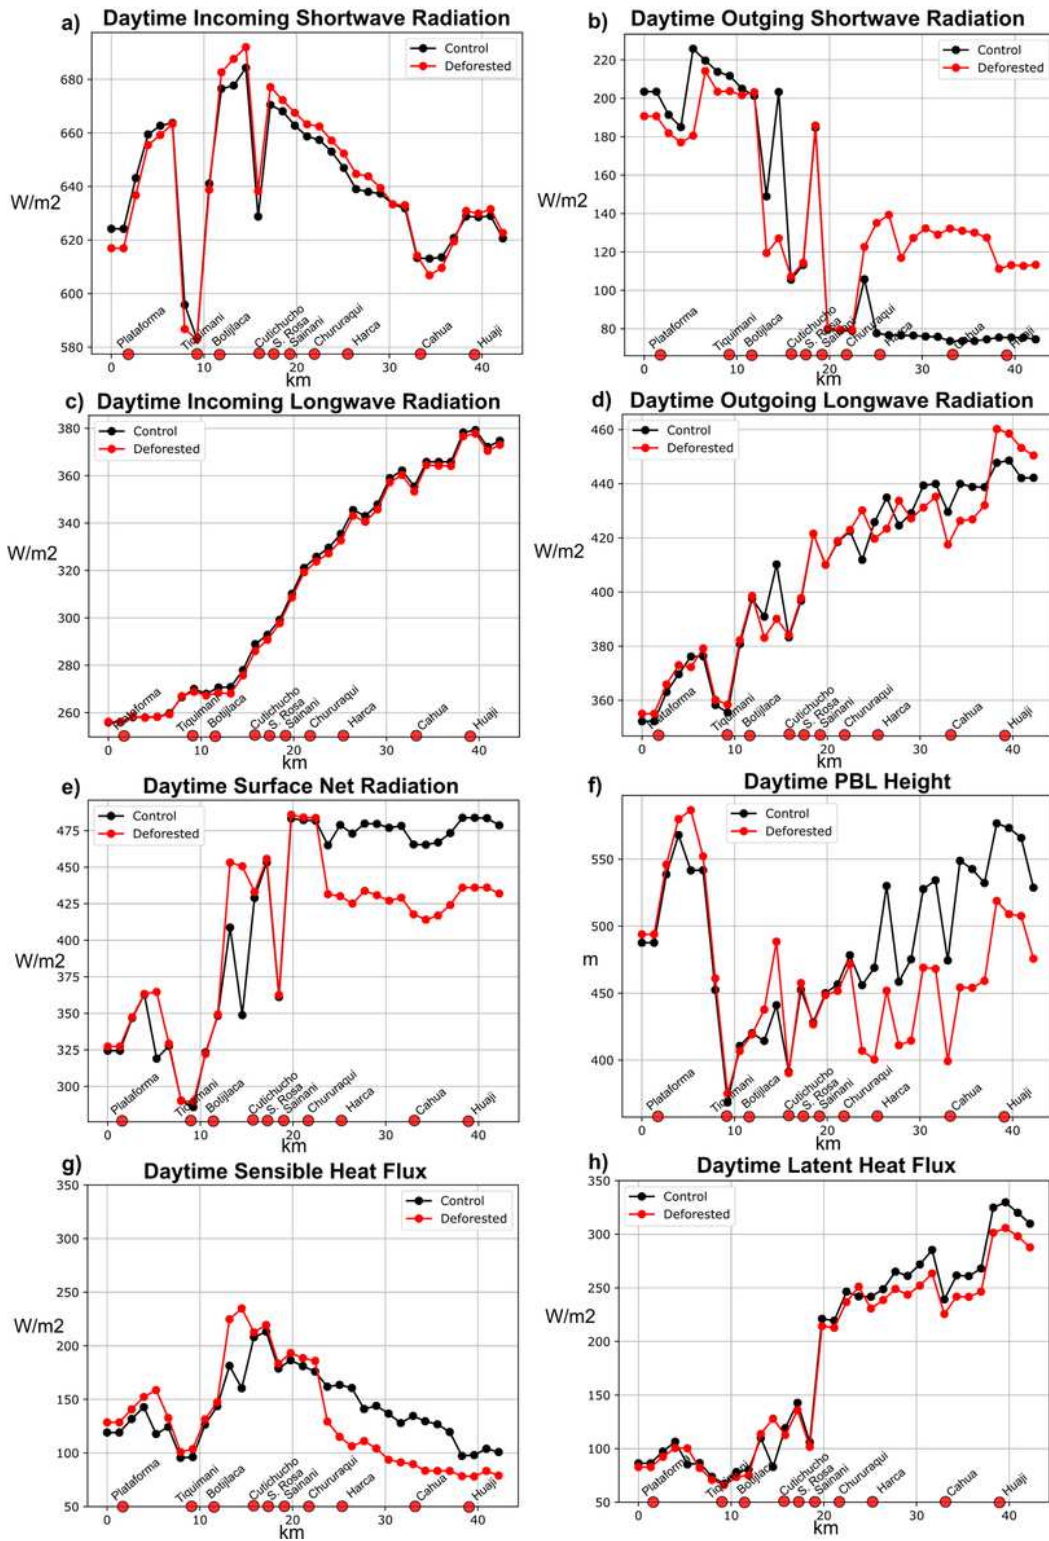 a) Daytime Incoming Shortwave Radiation
Control
Deforested
W/m2
680
660
640
620
600
580
Plataforma
Tiquimani
Botijlaca
Cutichucho
S. Rosa
Sainani
Chururaqui
Harca
Cahua
Huaji
0 10 20 30 40
km
b) Daytime Outging Shortwave Radiation
Control
Deforested
W/m2
220
200
180
160
140
120
100
80
Plataforma
Tiquimani
Botijlaca
Cutichucho
S. Rosa
Sainani
Chururaqui
Harca
Cahua
Huaji
0 10 20 30 40
km
c) Daytime Incoming Longwave Radiation
Control
Deforested
W/m2
380
360
340
320
300
280
260
Plataforma
Tiquimani
Botijlaca
Cutichucho
S. Rosa
Sainani
Chururaqui
Harca
Cahua
Huaji
0 10 20 30 40
km
d) Daytime Outgoing Longwave Radiation
Control
Deforested
W/m2
460
440
420
400
380
360
Plataforma
Tiquimani
Botijlaca
Cutichucho
S. Rosa
Sainani
Chururaqui
Harca
Cahua
Huaji
0 10 20 30 40
km
e) Daytime Surface Net Radiation
Control
Deforested
W/m2
475
450
425
400
375
350
325
300
Plataforma
Tiquimani
Botijlaca
Cutichucho
S. Rosa
Sainani
Chururaqui
Harca
Cahua
Huaji
0 10 20 30 40
km
f) Daytime PBL Height
Control
Deforested
m
550
500
450
400
Plataforma
Tiquimani
Botijlaca
Cutichucho
S. Rosa
Sainani
Chururaqui
Harca
Cahua
Huaji
0 10 20 30 40
km
g) Daytime Sensible Heat Flux
Control
Deforested
W/m2
350
300
250
200
150
100
50
Plataforma
Tiquimani
Botijlaca
Cutichucho
S. Rosa
Sainani
Chururaqui
Harca
Cahua
Huaji
0 10 20 30 40
km
h) Daytime Latent Heat Flux
Control
Deforested
W/m2
350
300
250
200
150
100
50
Plataforma
Tiquimani
Botijlaca
Cutichucho
S. Rosa
Sainani
Chururaqui
Harca
Cahua
Huaji
0 10 20 30 40
km